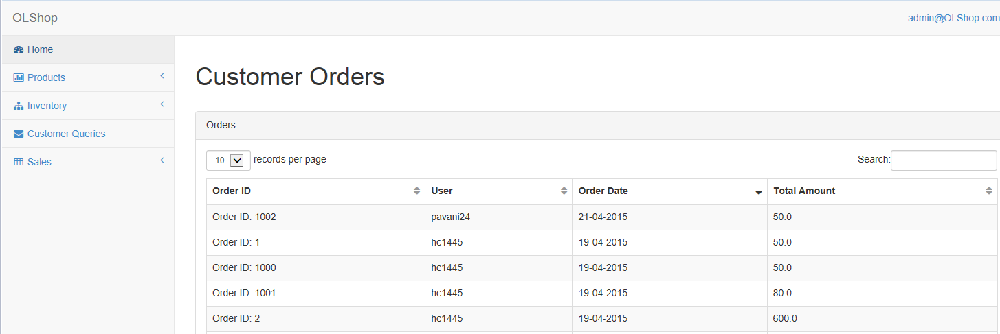 OLShop admin@OLShop.com
Home
Products
Inventory
Customer Queries
Sales
Customer Orders
Orders
10 records per page Search:
Order ID User Order Date Total Amount
Order ID: 1002 pavani24 21-04-2015 50.0
Order ID: 1 hc1445 19-04-2015 50.0
Order ID: 1000 hc1445 19-04-2015 50.0
Order ID: 1001 hc1445 19-04-2015 80.0
Order ID: 2 hc1445 19-04-2015 600.0